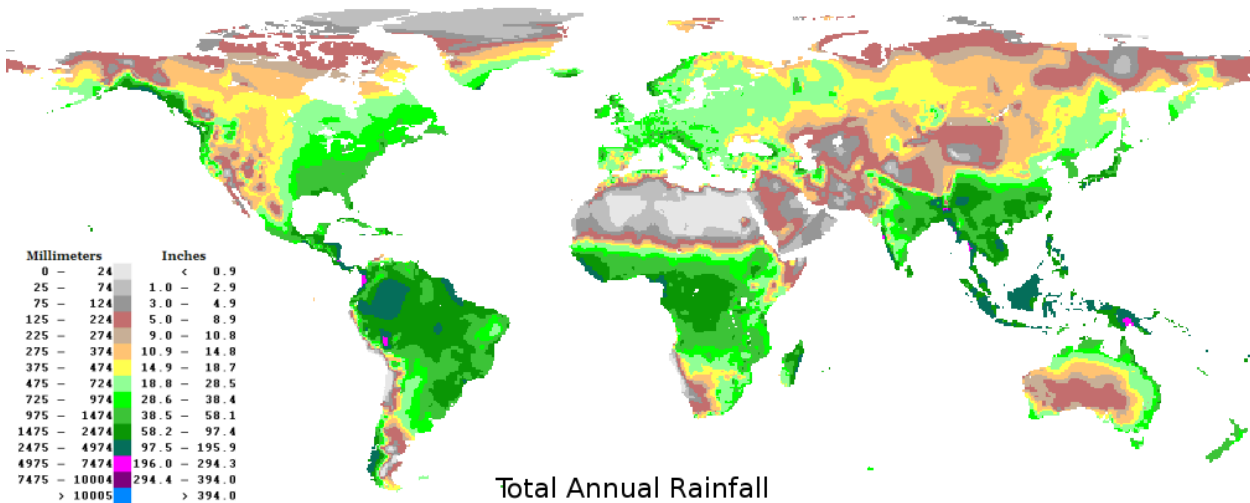 Millimeters Inches
0 - 24 < 0.9
25 - 74 1.0 - 2.9
75 - 124 3.0 - 4.9
125 - 224 5.0 - 8.9
225 - 274 9.0 - 10.8
275 - 374 10.9 - 14.8
375 - 474 14.9 - 18.7
475 - 724 18.8 - 28.5
725 - 974 28.6 - 38.4
975 - 1474 38.5 - 58.1
1475 - 2474 58.2 - 97.4
2475 - 4974 97.5 - 195.9
4975 - 7474 196.0 - 294.3
7475 - 10004 294.4 - 394.0
> 10005 > 394.0
Total Annual Rainfall